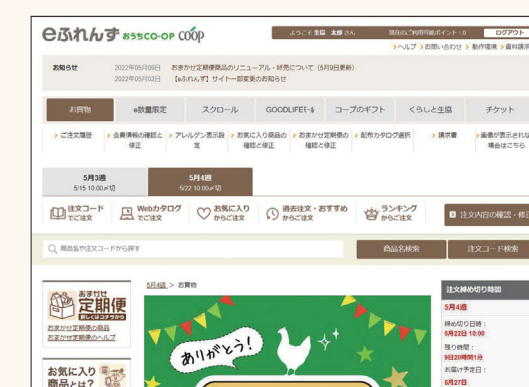 eふれんず おうちCO・OP coop
ようこそ 生協 太郎 さん 現在のご利用可能ポイント：0 ログアウト
ヘルプ お問い合わせ 動作環境 資料請求
お知らせ 2022年05月09日 おまかせ定期便商品のリニューアル・終売について（5月9日更新）
2022年05月02日 【eふれんず】サイト一部変更のお知らせ
お買物 e数量限定 スクロール GOODLIFEﾓｰﾙ コープのギフト くらしと生協 チケット
ご注文履歴 会員情報の確認と修正 アレルゲン表示設定 お気に入り商品の確認と修正 おまかせ定期便の確認と修正 配布カタログ選択 請求書 画像が表示されな
場合はこちら
5月3週 5月4週
5/15 10:00〆切 5/22 10:00〆切
注文コードでご注文 Webカタログでご注文 お気に入りからご注文 過去注文・おすすめからご注文 ランキングからご注文 注文内容の確認・修正
商品名や注文コードから探す 商品名検索 注文コード検索
おまかせ
定期便
詳しくはコチラから
おまかせ定期便の商品
おまかせ定期便のヘルプ
お気に入り
商品とは？
5月4週 > お買物
ありがとう！
注文締め切り時間
5月4週
締め切り日時：
5月22日 10:00
残り時間：
9日20時間1分
お届け予定日：
5月27日